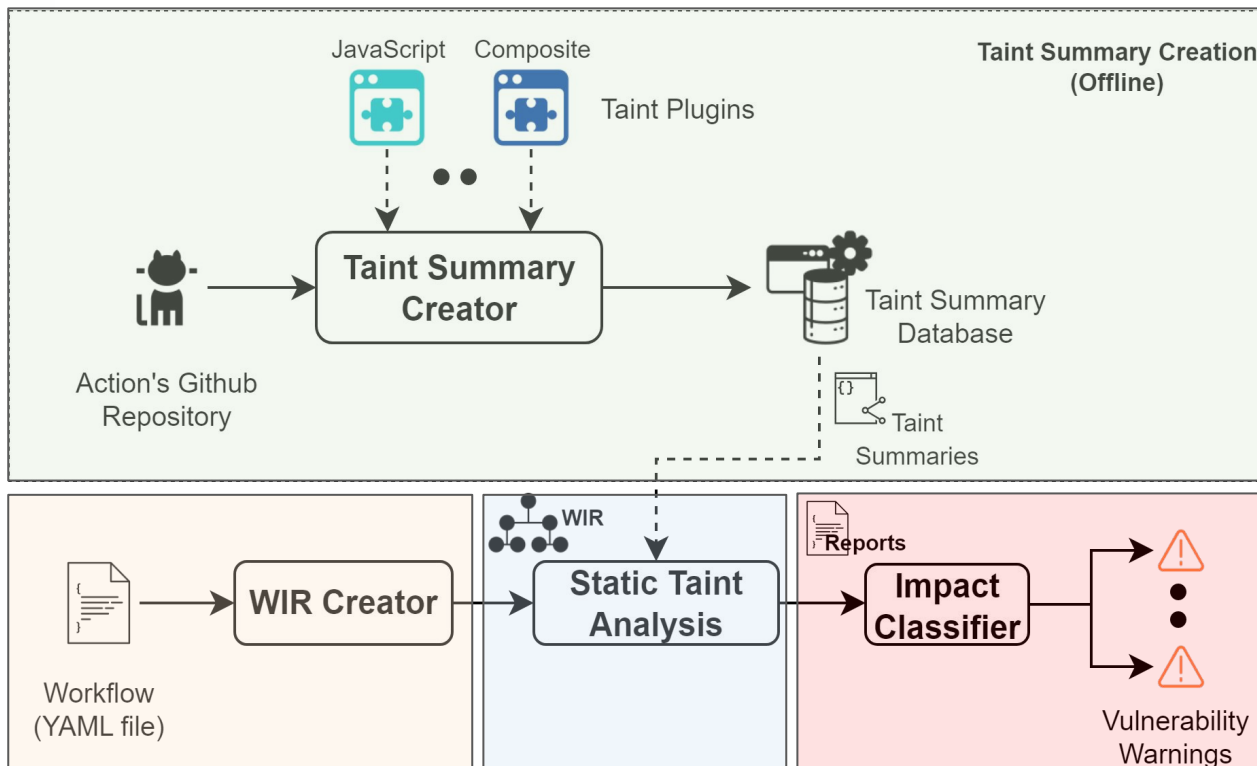 JavaScript
Composite
Taint Summary Creation
(Offline)
Taint Plugins
Taint Summary
Creator
Taint Summary
Database
Action's Github
Repository
{}
Taint
Summaries
WIR
{
}
Reports
{
}
WIR Creator
Static Taint
Analysis
Impact
Classifier
Workflow
(YAML file)
Vulnerability
Warnings